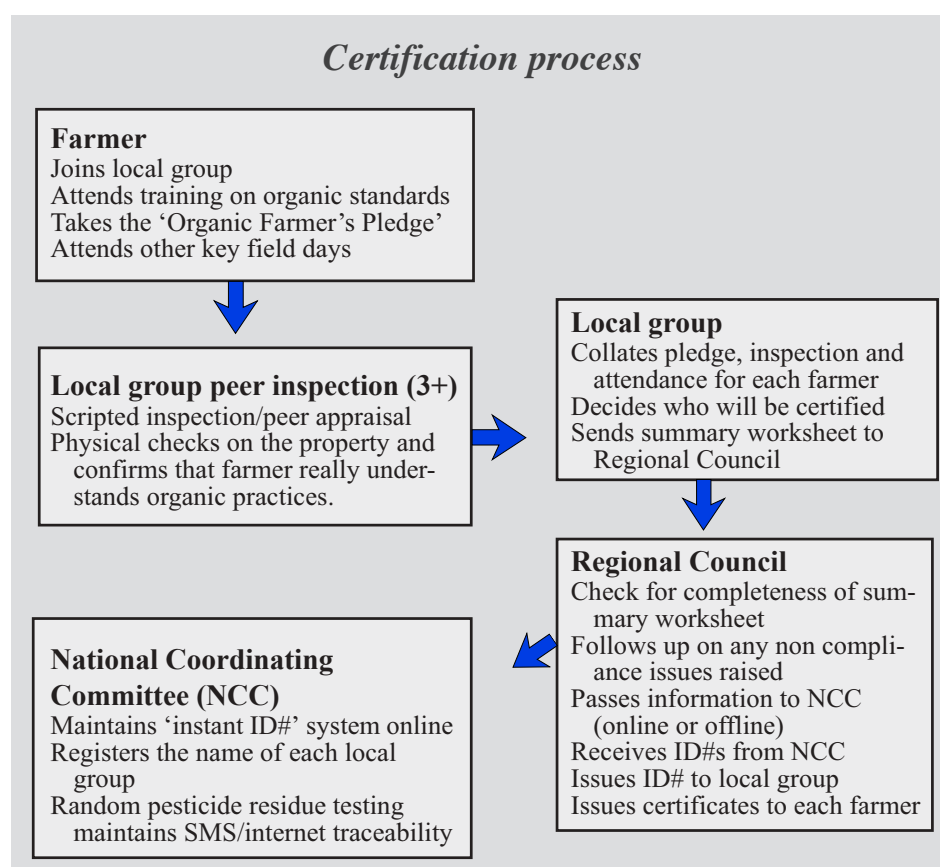 Certification process
Farmer
Joins local group
Attends training on organic standards
Takes the ‘Organic Farmer’s Pledge’
Attends other key field days
Local group peer inspection (3+)
Scripted inspection/peer appraisal
Physical checks on the property and
confirms that farmer really under-
stands organic practices.
Local group
Collates pledge, inspection and
attendance for each farmer
Decides who will be certified
Sends summary worksheet to
Regional Council
Regional Council
Check for completeness of sum-
mary worksheet
Follows up on any non compli-
ance issues raised
Passes information to NCC
(online or offline)
Receives ID#s from NCC
Issues ID# to local group
Issues certificates to each farmer
National Coordinating
Committee (NCC)
Maintains ‘instant ID#’ system online
Registers the name of each local
group
Random pesticide residue testing
maintains SMS/internet traceability